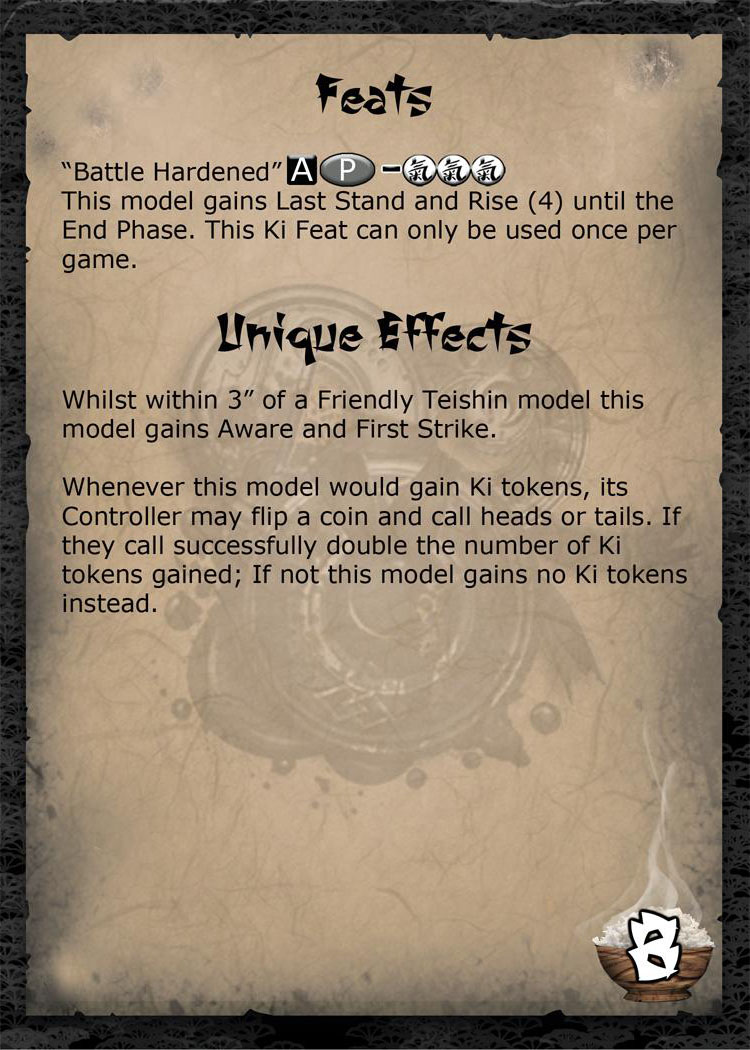 Feats
“Battle Hardened” A P -氣氣氣
This model gains Last Stand and Rise (4) until the
End Phase. This Ki Feat can only be used once per
game.
Unique Effects
Whilst within 3” of a Friendly Teishin model this
model gains Aware and First Strike.
Whenever this model would gain Ki tokens, its
Controller may flip a coin and call heads or tails. If
they call successfully double the number of Ki
tokens gained; If not this model gains no Ki tokens
instead.
8